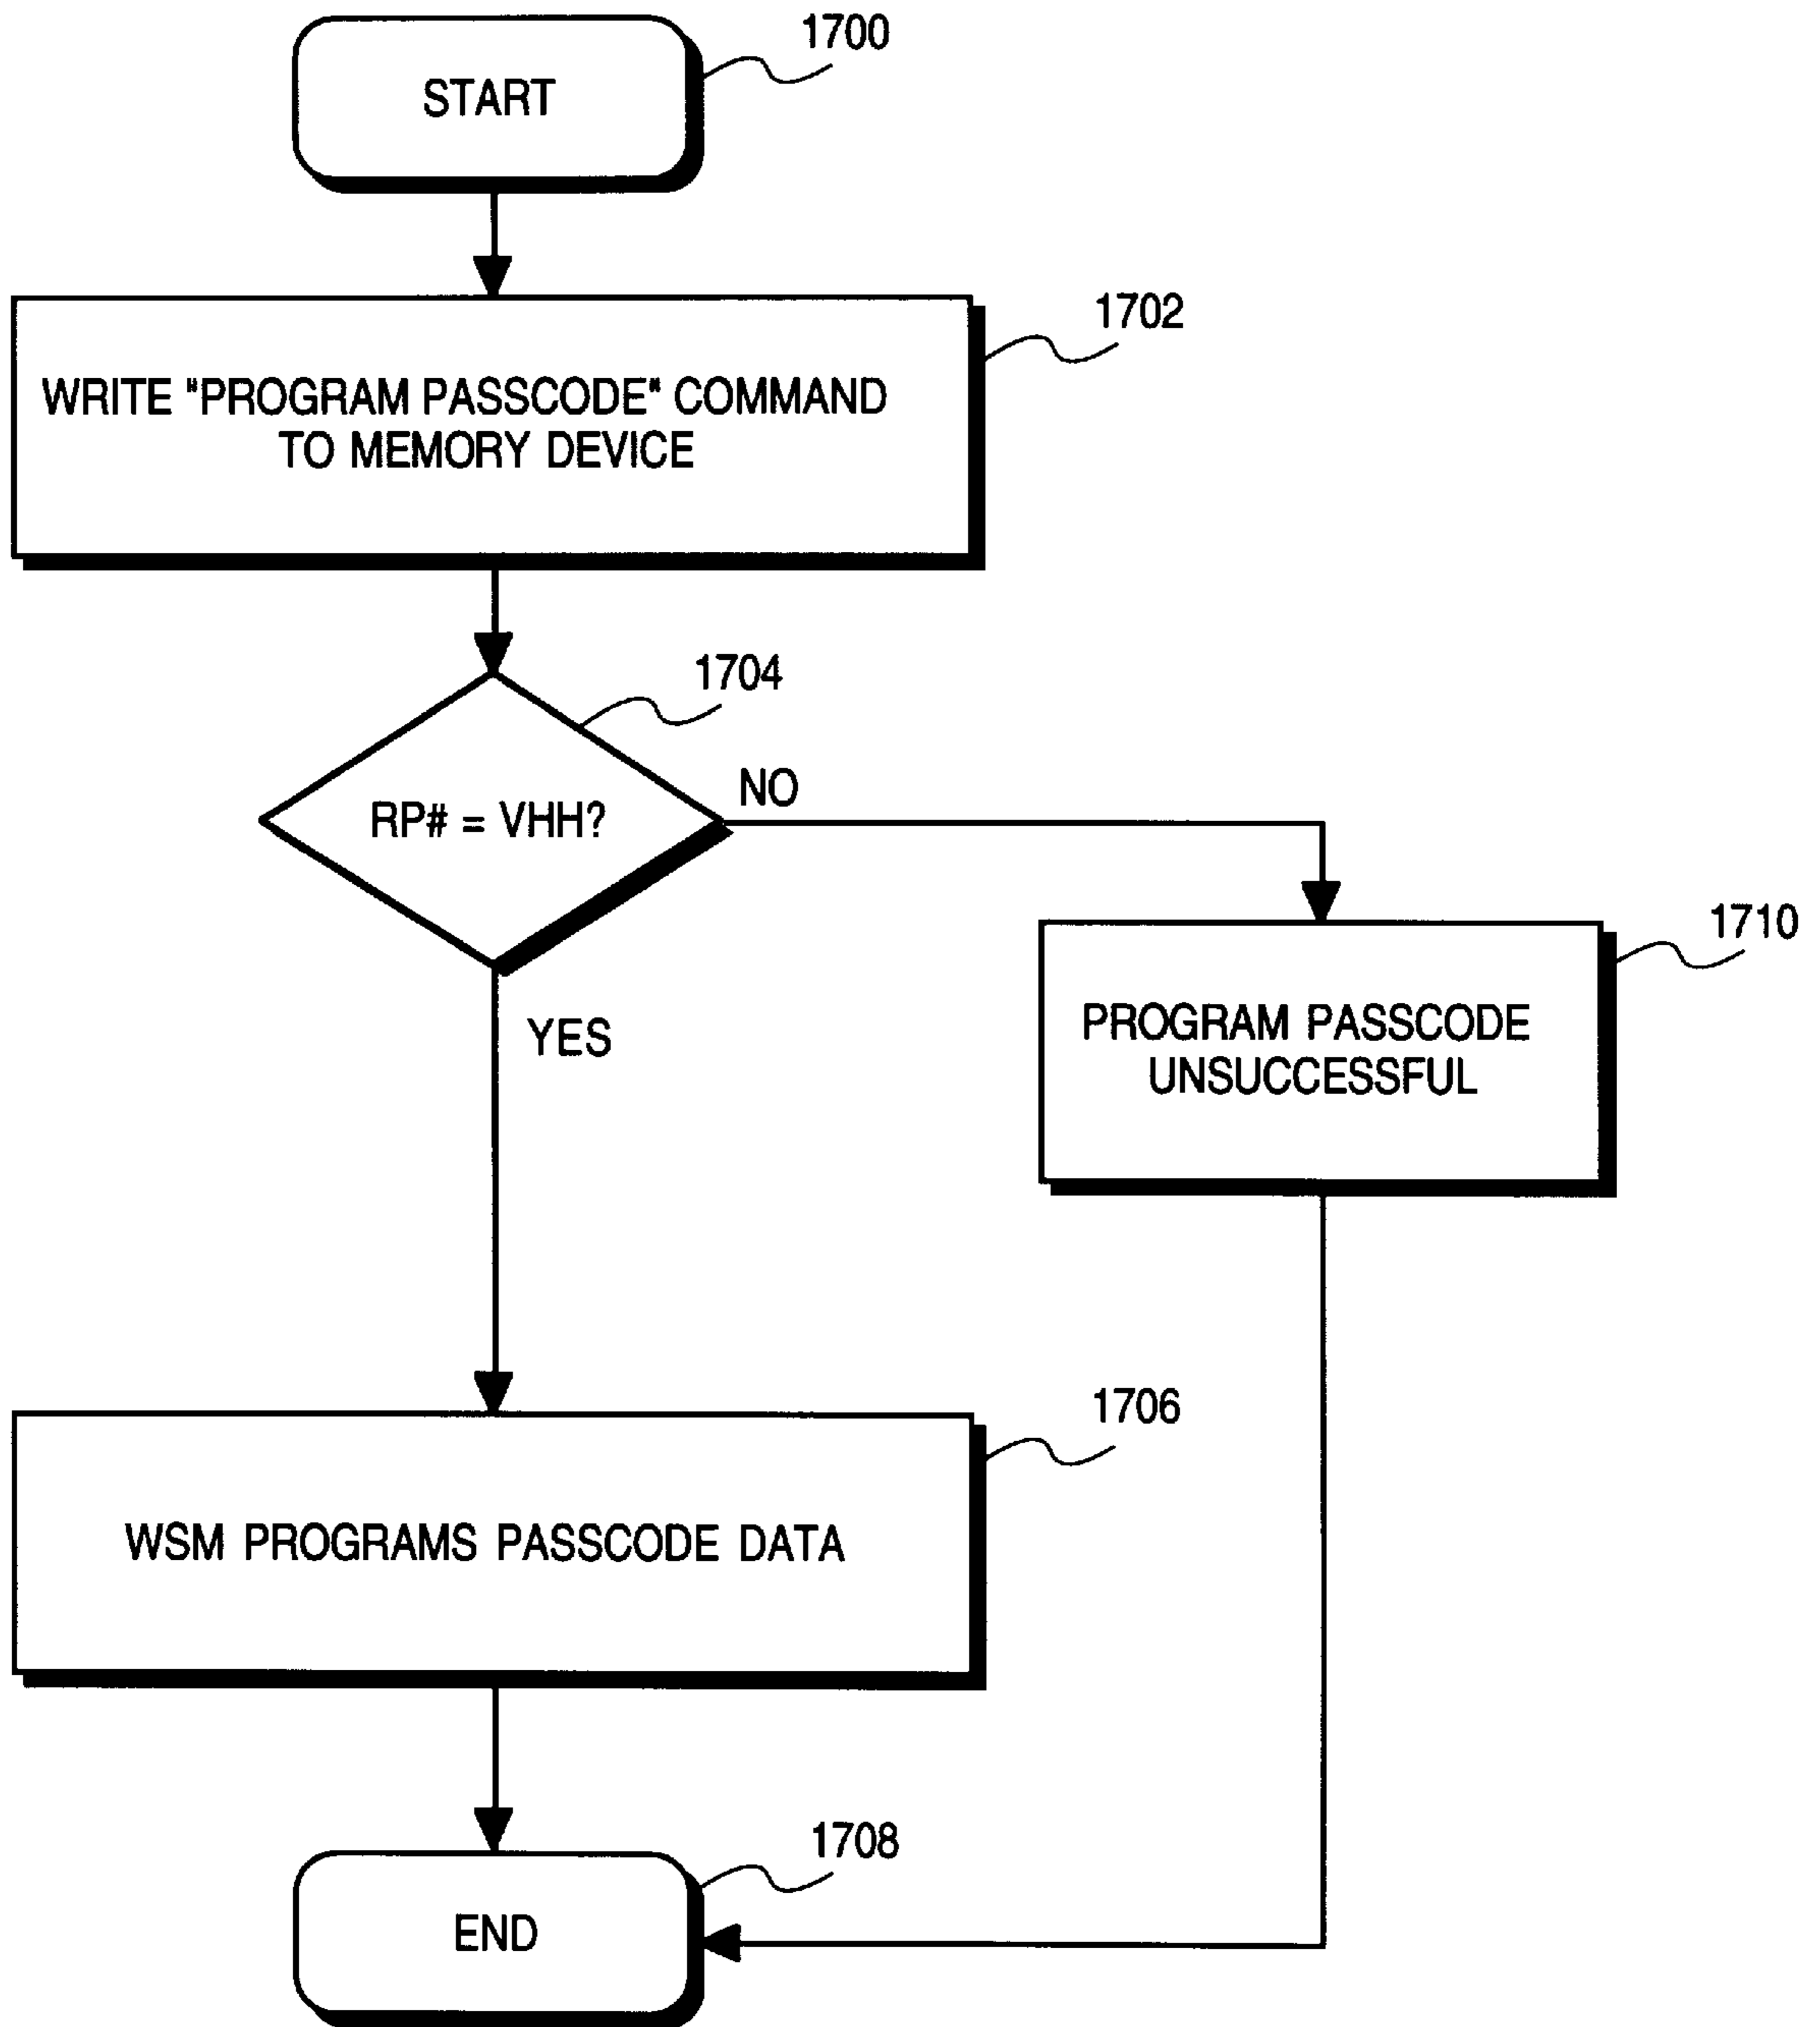 1700
START
1702
WRITE "PROGRAM PASSCODE" COMMAND
TO MEMORY DEVICE
1704
NO
RP# = VHH?
1710
YES
PROGRAM PASSCODE
UNSUCCESSFUL
1706
WSM PROGRAMS PASSCODE DATA
1708
END